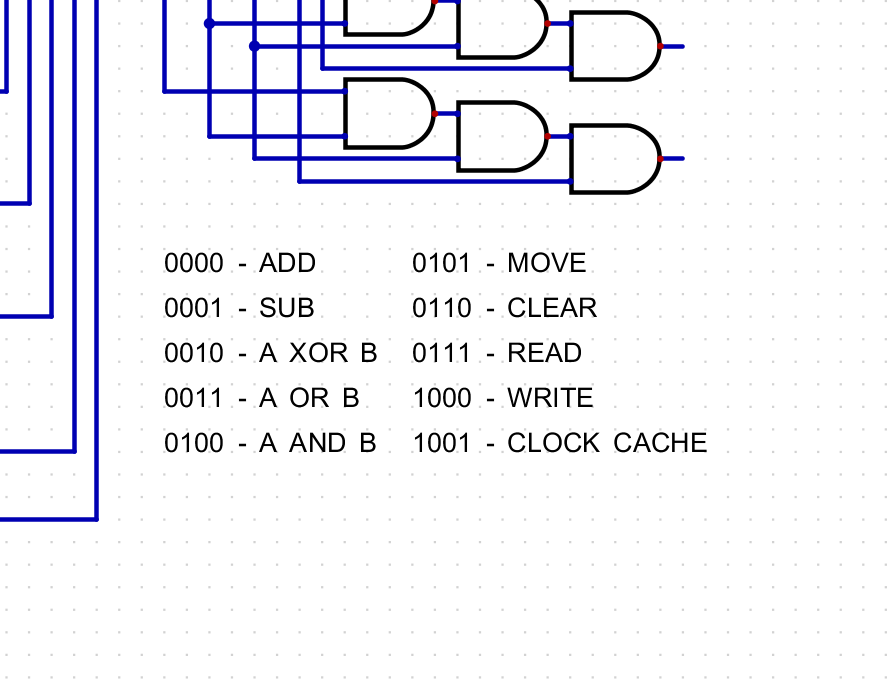 0000 - ADD
0001 - SUB
0010 - A XOR B
0011 - A OR B
0100 - A AND B
0101 - MOVE
0110 - CLEAR
0111 - READ
1000 - WRITE
1001 - CLOCK CACHE